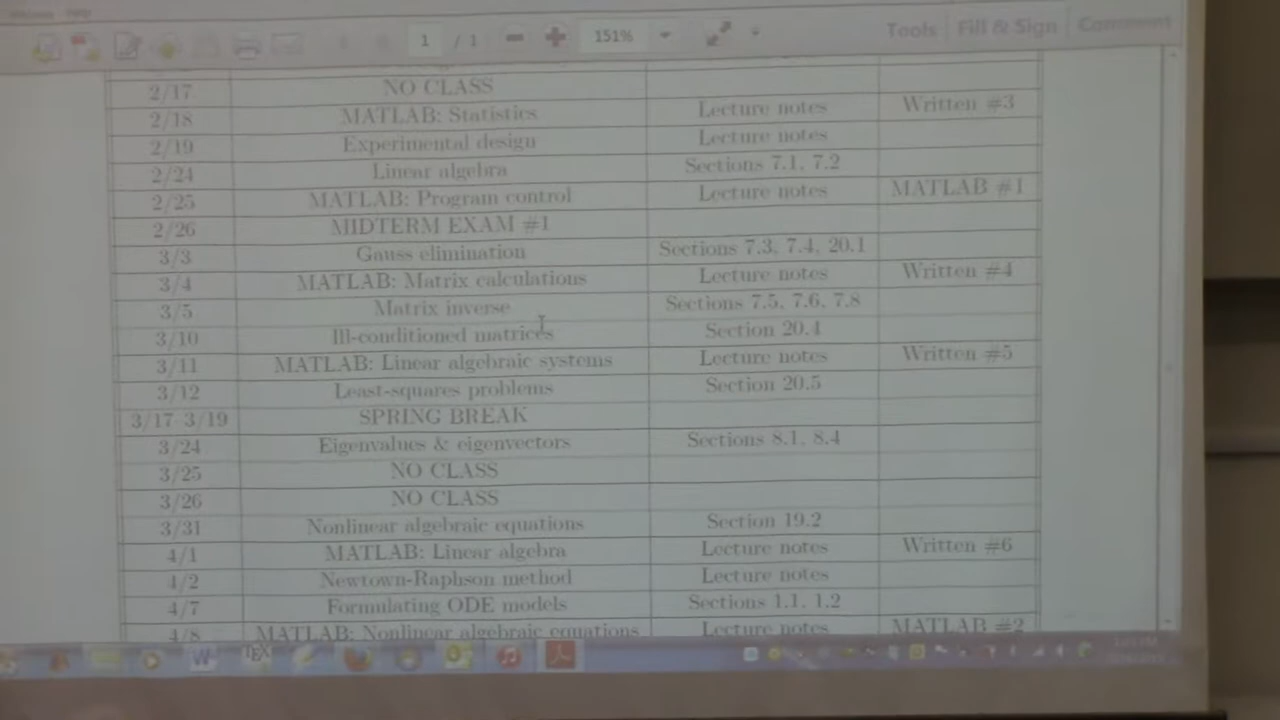 1 / 1 151% Tools Fill & Sign Comment
2/17 NO CLASS
2/18 MATLAB: Statistics Lecture notes Written #3
2/19 Experimental design Lecture notes
2/24 Linear algebra Sections 7.1, 7.2
2/25 MATLAB: Program control Lecture notes MATLAB #1
2/26 MIDTERM EXAM #1
3/3 Gauss elimination Sections 7.3, 7.4, 20.1
3/4 MATLAB: Matrix calculations Lecture notes Written #4
3/5 Matrix inverse Sections 7.5, 7.6, 7.8
3/10 Ill-conditioned matrices Section 20.4
3/11 MATLAB: Linear algebraic systems Lecture notes Written #5
3/12 Least-squares problems Section 20.5
3/17 3/19 SPRING BREAK
3/24 Eigenvalues & eigenvectors Sections 8.1, 8.4
3/25 NO CLASS
3/26 NO CLASS
3/31 Nonlinear algebraic equations Section 19.2
4/1 MATLAB: Linear algebra Lecture notes Written #6
4/2 Newtown-Raphson method Lecture notes
4/7 Formulating ODE models Sections 1.1, 1.2
4/8 MATLAB: Nonlinear algebraic equations Lecture notes MATLAB #2